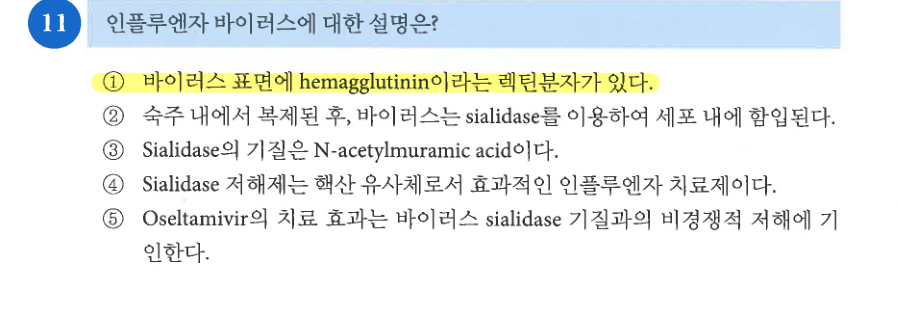 11 인플루엔자 바이러스에 대한 설명은?
① 바이러스 표면에 hemagglutinin이라는 렉틴분자가 있다.
② 숙주 내에서 복제된 후, 바이러스는 sialidase를 이용하여 세포 내에 함입된다.
③ Sialidase의 기질은 N-acetylmuramic acid이다.
④ Sialidase 저해제는 핵산 유사체로서 효과적인 인플루엔자 치료제이다.
⑤ Oseltamivir의 치료 효과는 바이러스 sialidase 기질과의 비경쟁적 저해에 기
인한다.